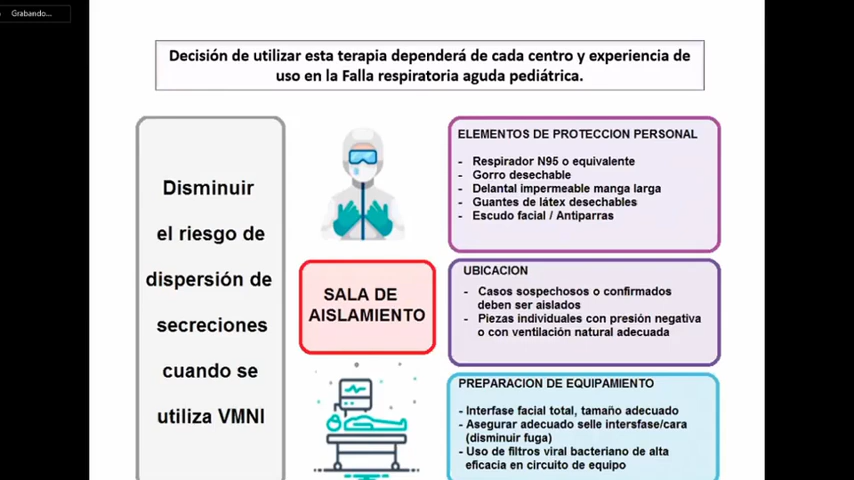 Grabando...
Decisión de utilizar esta terapia dependerá de cada centro y experiencia de
uso en la Falla respiratoria aguda pediátrica.
Disminuir
el riesgo de
dispersión de
secreciones
cuando se
utiliza VMNI
SALA DE
AISLAMIENTO
ELEMENTOS DE PROTECCION PERSONAL
- Respirador N95 o equivalente
- Gorro desechable
- Delantal impermeable manga larga
- Guantes de látex desechables
- Escudo facial / Antiparras
UBICACION
- Casos sospechosos o confirmados
deben ser aislados
- Piezas individuales con presión negativa
o con ventilación natural adecuada
PREPARACION DE EQUIPAMIENTO
- Interfase facial total, tamaño adecuado
- Asegurar adecuado selle intersfase/cara
(disminuir fuga)
- Uso de filtros viral bacteriano de alta
eficacia en circuito de equipo